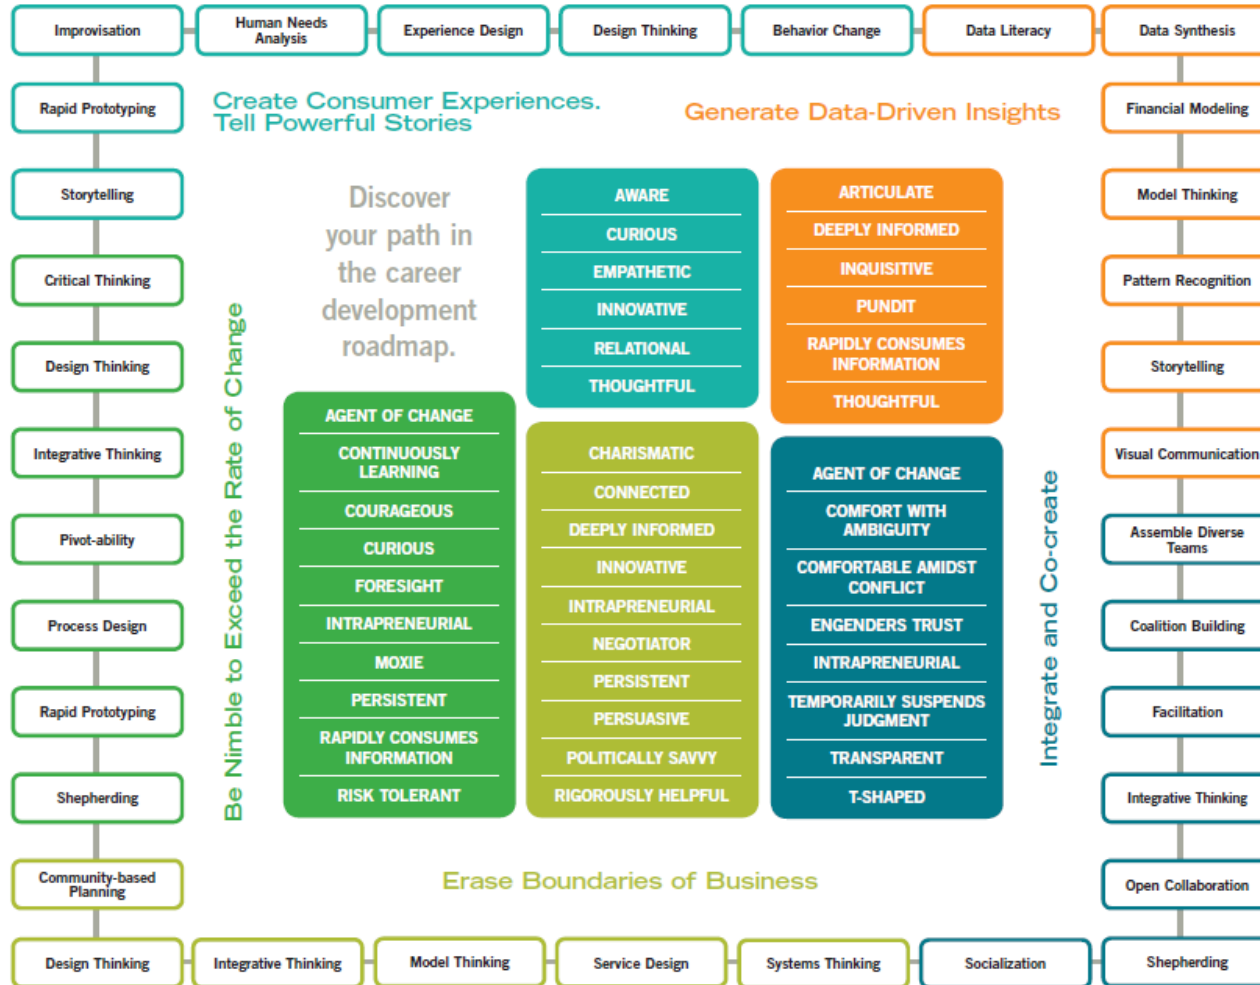 Improvisation
Human Needs
Analysis
Experience Design
Design Thinking
Behavior Change
Data Literacy
Data Synthesis
Rapid Prototyping
Storytelling
Critical Thinking
Design Thinking
Integrative Thinking
Pivot-ability
Process Design
Rapid Prototyping
Shepherding
Community-based
Planning
Create Consumer Experiences.
Tell Powerful Stories
Generate Data-Driven Insights
Discover
your path in
the career
development
roadmap.
AWARE
CURIOUS
EMPATHETIC
INNOVATIVE
RELATIONAL
THOUGHTFUL
ARTICULATE
DEEPLY INFORMED
INQUISITIVE
PUNDIT
RAPIDLY CONSUMES
INFORMATION
THOUGHTFUL
Be Nimble to Exceed the Rate of Change
AGENT OF CHANGE
CONTINUOUSLY
LEARNING
COURAGEOUS
CURIOUS
FORESIGHT
INTRAPRENEURIAL
MOXIE
PERSISTENT
RAPIDLY CONSUMES
INFORMATION
RISK TOLERANT
CHARISMATIC
CONNECTED
DEEPLY INFORMED
INNOVATIVE
INTRAPRENEURIAL
NEGOTIATOR
PERSISTENT
PERSUASIVE
POLITICALLY SAVVY
RIGOROUSLY HELPFUL
AGENT OF CHANGE
COMFORT WITH
AMBIGUITY
COMFORTABLE AMIDST
CONFLICT
ENGENDERS TRUST
INTRAPRENEURIAL
TEMPORARILY SUSPENDS
JUDGMENT
TRANSPARENT
T-SHAPED
Integrate and Co-create
Erase Boundaries of Business
Financial Modeling
Model Thinking
Pattern Recognition
Storytelling
Visual Communication
Assemble Diverse
Teams
Coalition Building
Facilitation
Integrative Thinking
Open Collaboration
Design Thinking
Integrative Thinking
Model Thinking
Service Design
Systems Thinking
Socialization
Shepherding